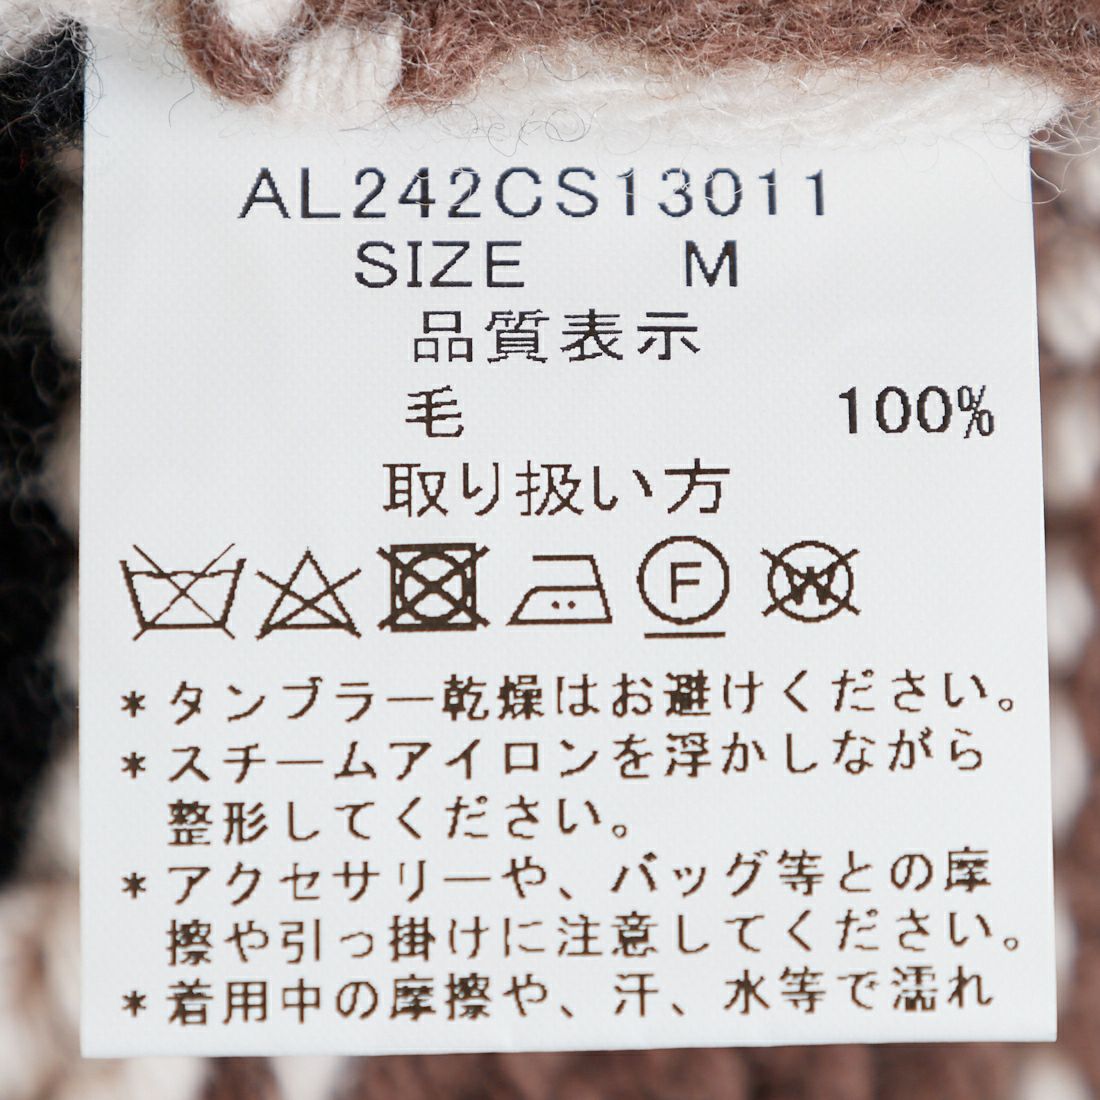 AL242CS13011
SIZE M
品質表示
毛 100%
取り扱い方
F W
* タンブラー乾燥はお避けください。
* スチームアイロンを浮かしながら
整形してください。
* アクセサリーや、バッグ等との摩
擦や引っ掛けに注意してください。
* 着用中の摩擦や、汗、水等で濡れ